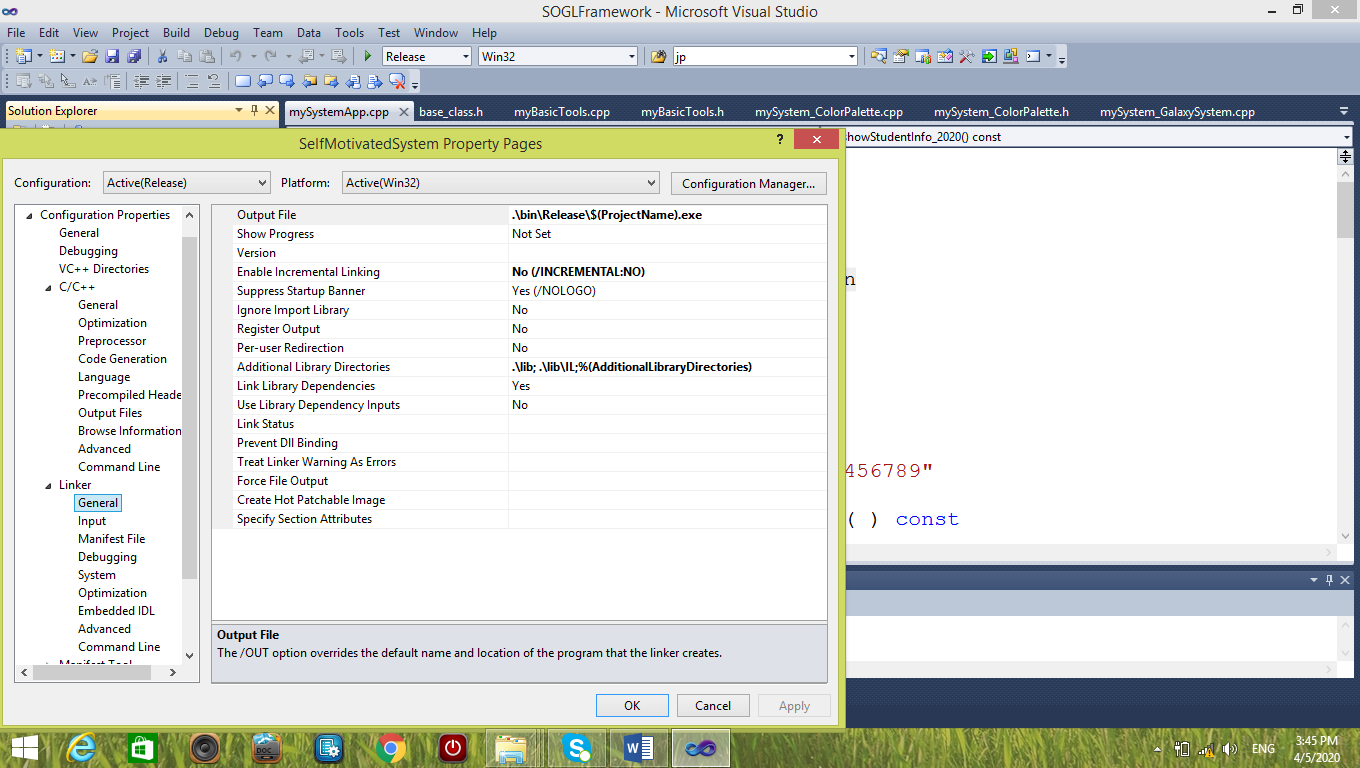 SOGLFramework - Microsoft Visual Studio
File Edit View Project Build Debug Team Data Tools Test Window Help
Release Win32 jp
Solution Explorer mySystemApp.cpp base_class.h myBasicTools.cpp myBasicTools.h mySystem_ColorPalette.cpp mySystem_ColorPalette.h mySystem_GalaxySystem.cpp
SelfMotivatedSystem Property Pages ? showStudentInfo_2020() const
Configuration: Active(Release) Platform: Active(Win32) Configuration Manager...
Configuration Properties
General
Debugging
VC++ Directories
C/C++
General
Optimization
Preprocessor
Code Generation
Language
Precompiled Heade
Output Files
Browse Information
Advanced
Command Line
Linker
General
Input
Manifest File
Debugging
System
Optimization
Embedded IDL
Advanced
Command Line
Manifest Tool
Output File .\bin\Release\$(ProjectName).exe
Show Progress Not Set
Version
Enable Incremental Linking No (/INCREMENTAL:NO)
Suppress Startup Banner Yes (/NOLOGO)
Ignore Import Library No
Register Output No
Per-user Redirection No
Additional Library Directories .\lib; .\lib\IL;%(AdditionalLibraryDirectories)
Link Library Dependencies Yes
Use Library Dependency Inputs No
Link Status
Prevent Dll Binding
Treat Linker Warning As Errors
Force File Output
Create Hot Patchable Image
Specify Section Attributes
Output File
The /OUT option overrides the default name and location of the program that the linker creates.
OK Cancel Apply
n
456789"
( ) const
DOC
ENG
3:45 PM
4/5/2020